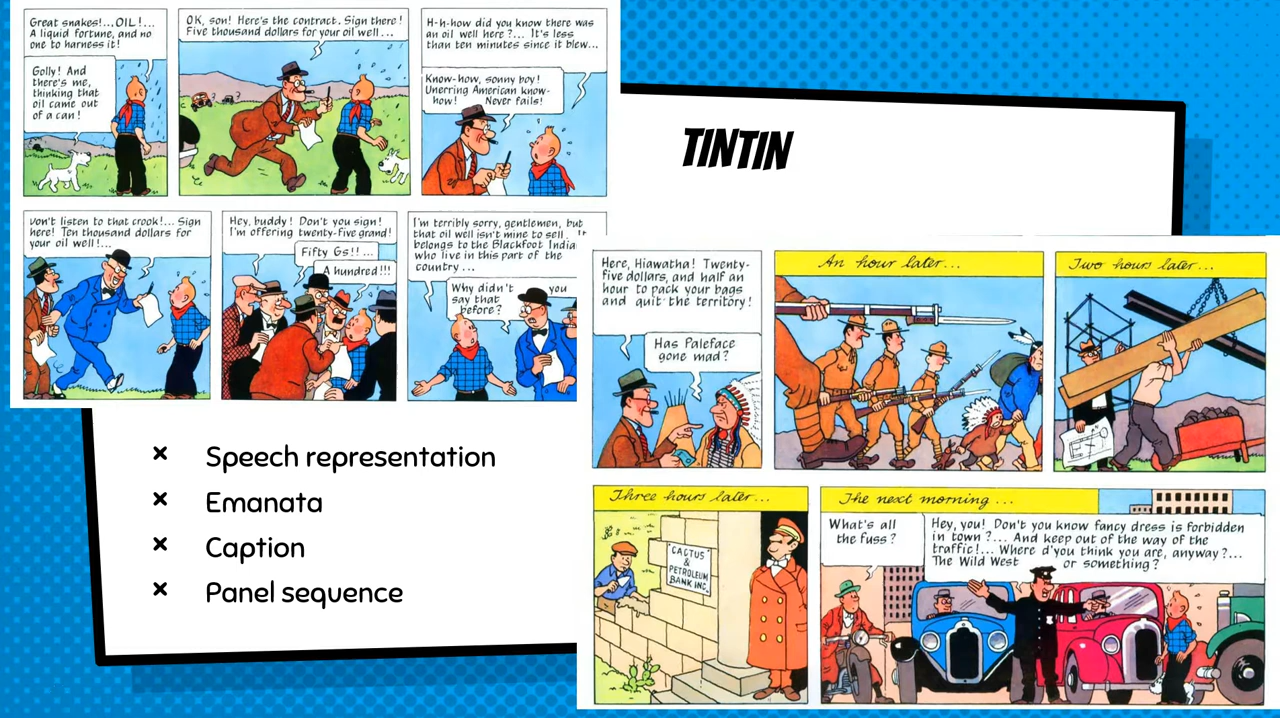 Great snakes!...OIL!...
A liquid fortune, and no
one to harness it!
Golly! And
there's me,
thinking that
oil came out
of a can!
OK, son! Here's the contract. Sign there!
Five thousand dollars for your oil well...
H-h-how did you know there was
an oil well here?... It's less
than ten minutes since it blew...
Know-how, sonny boy!
Unerring American know-
how! Never fails!
Don't listen to that crook!... Sign
here! Ten thousand dollars for
your oil well!...
Hey, buddy! Don't you sign!
I'm offering twenty-five grand!
Fifty Gs!!...
A hundred!!!
I'm terribly sorry, gentlemen, but
that oil well isn't mine to sell. It
belongs to the Blackfoot India
who live in this part of the
country...
Why didn't you
say that
before?
TINTIN
Here, Hiawatha! Twenty-
five dollars, and half an
hour to pack your bags
and quit the territory!
Has Paleface
gone mad?
An hour later...
Two hours later...
Three hours later...
"CACTUS"
&
PETROLEUM
BANK INC.
The next morning...
What's all
the fuss?
Hey, you! Don't you know fancy dress is forbidden
in town?... And keep out of the way of the
traffic!... Where d'you think you are, anyway?...
The Wild West or something?
× Speech representation
× Emanata
× Caption
× Panel sequence